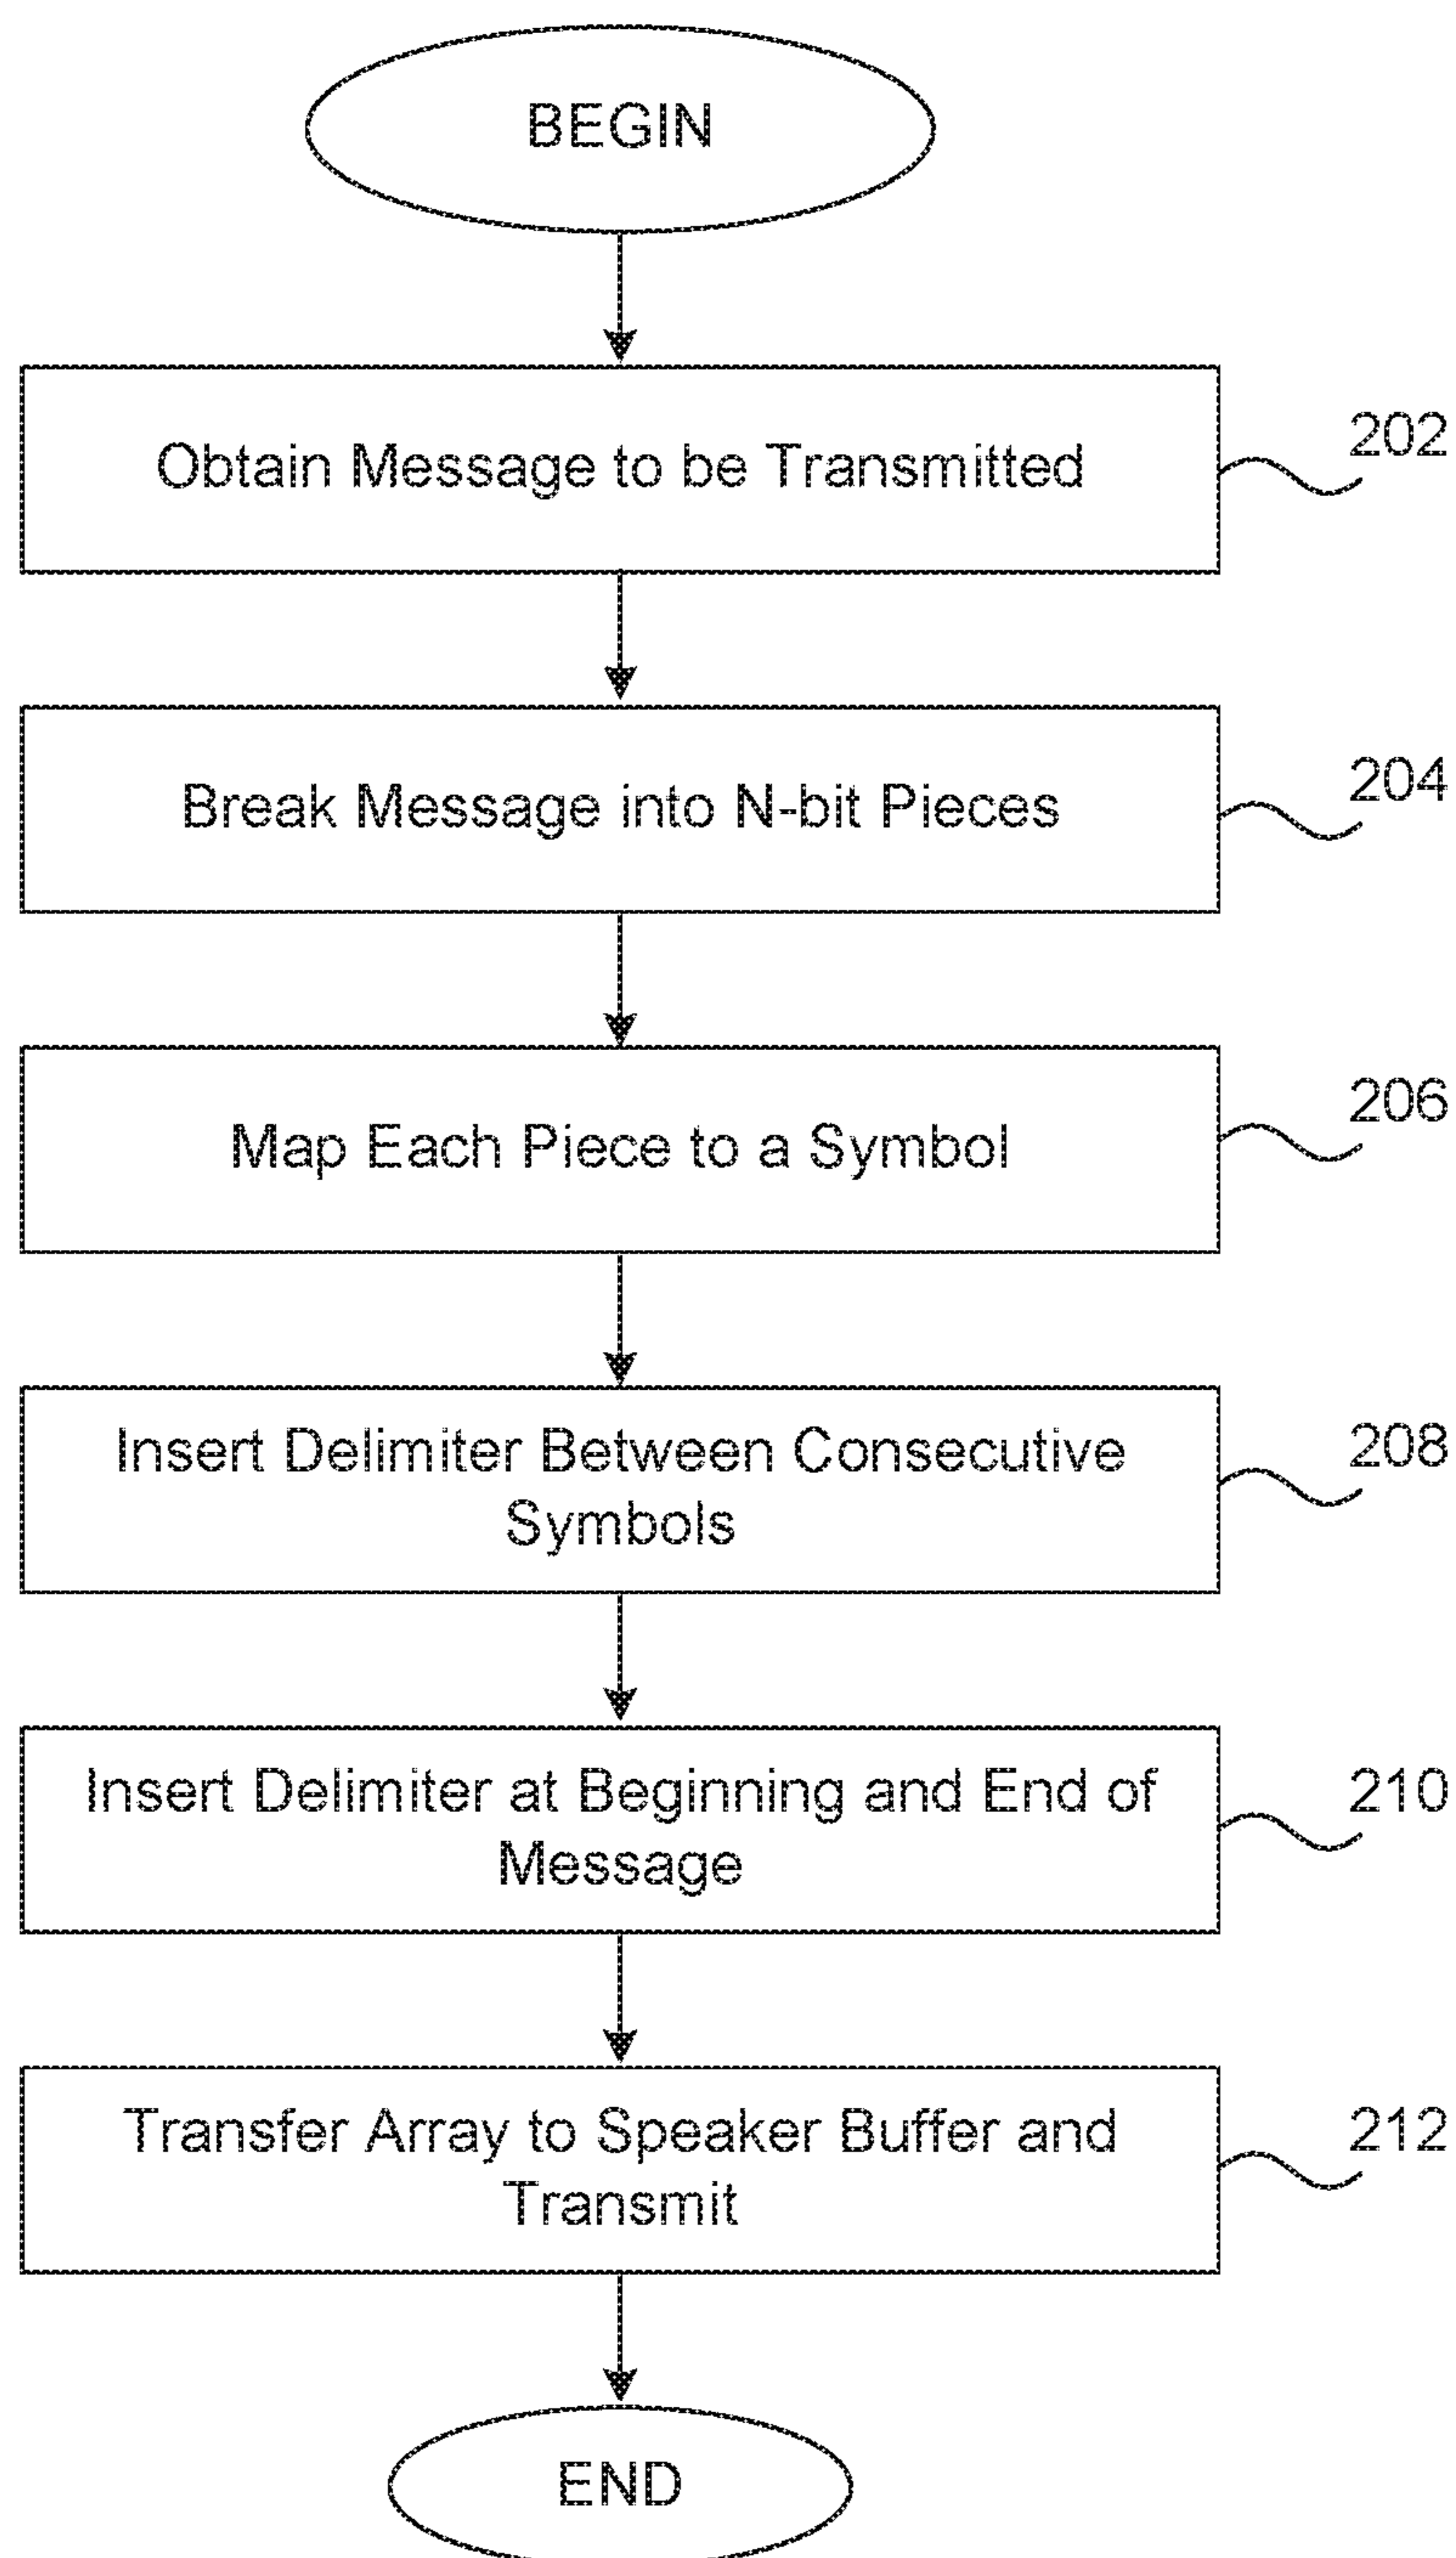 BEGIN
Obtain Message to be Transmitted
202
Break Message into N-bit Pieces
204
Map Each Piece to a Symbol
206
Insert Delimiter Between Consecutive
Symbols
208
Insert Delimiter at Beginning and End of
Message
210
Transfer Array to Speaker Buffer and
Transmit
212
END